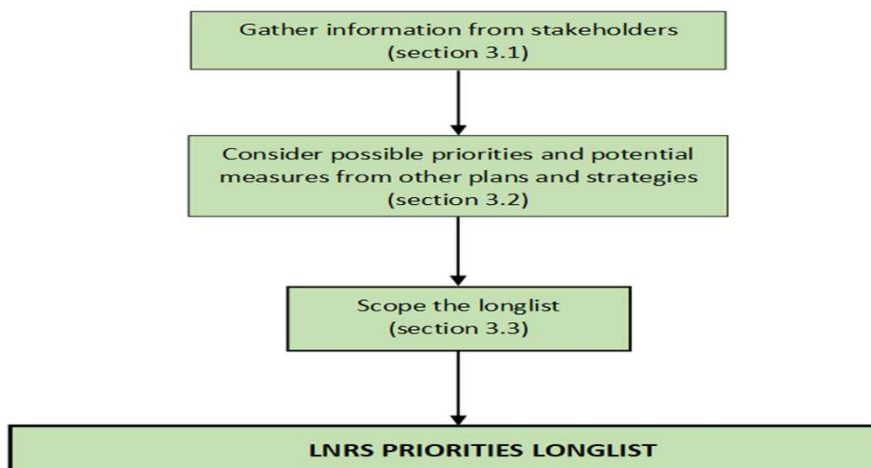 Gather information from stakeholders
(section 3.1)
Consider possible priorities and potential
measures from other plans and strategies
(section 3.2)
Scope the longlist
(section 3.3)
LNRS PRIORITIES LONGLIST